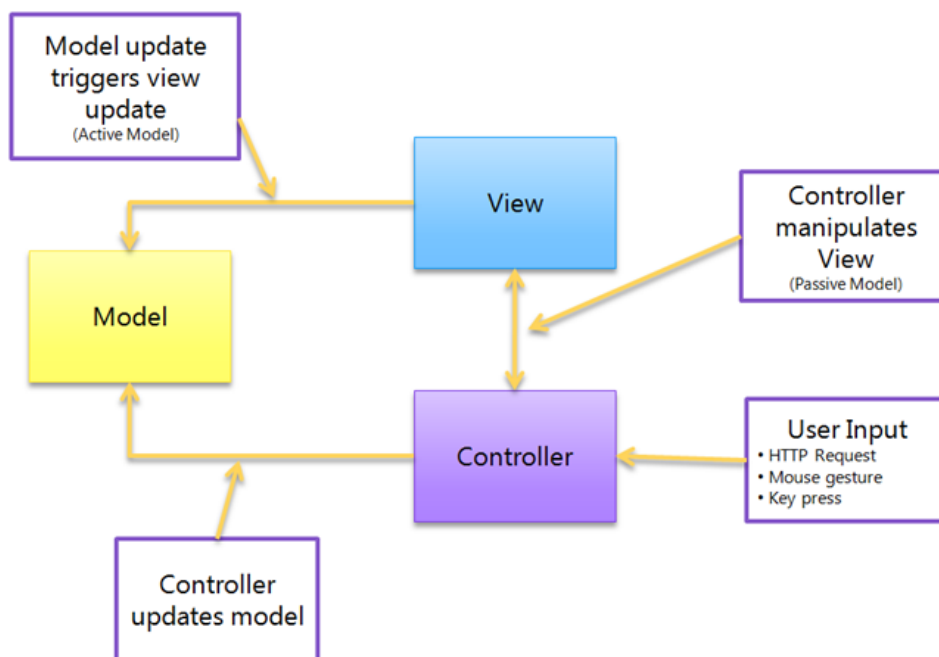 Model update
triggers view
update
(Active Model)
View
Controller
manipulates
View
(Passive Model)
Model
Controller
User Input
• HTTP Request
• Mouse gesture
• Key press
Controller
updates model